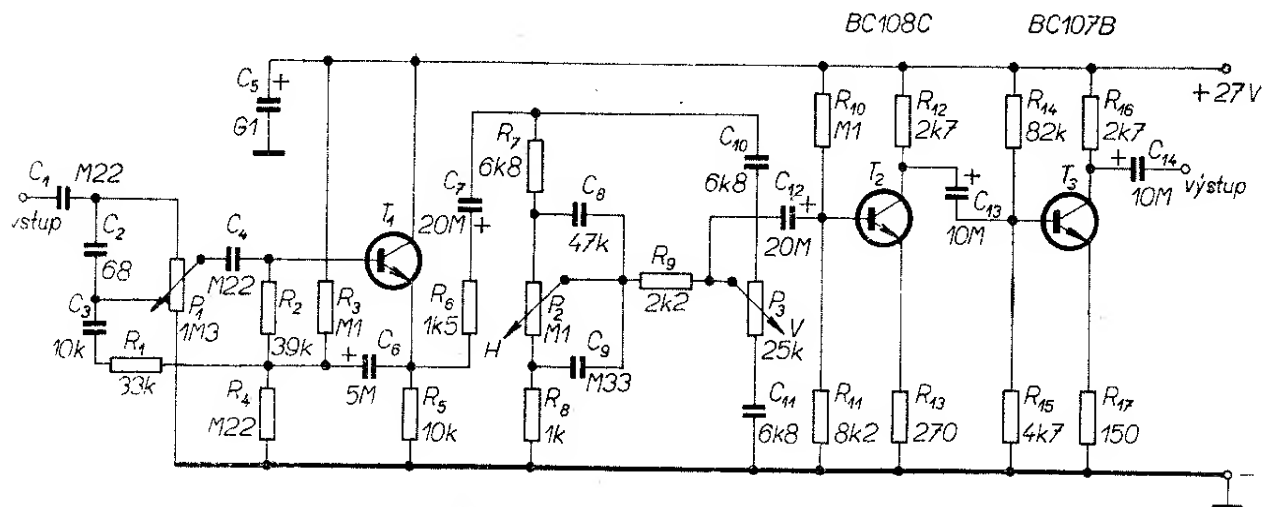 BC108C
BC107B
C5 +
G1
+27V
C1 M22
vstup
C2
68
C3
10k
R1
33k
P1
1M3
C4
M22
R2
39k
R3
M1
R4
M22
T1
+ C6
5M
R5
10k
C7
20M
+
R6
1k5
R7
6k8
C8
47k
P2
M1
H
C9
M33
R8
1k
R9
2k2
C10
6k8
P3
25k
V
C11
6k8
C12 +
20M
R10
M1
R11
8k2
R12
2k7
T2
R13
270
+
C13
10M
R14
82k
R15
4k7
R16
2k7
T3
R17
150
+ C14
10M
výstup
-